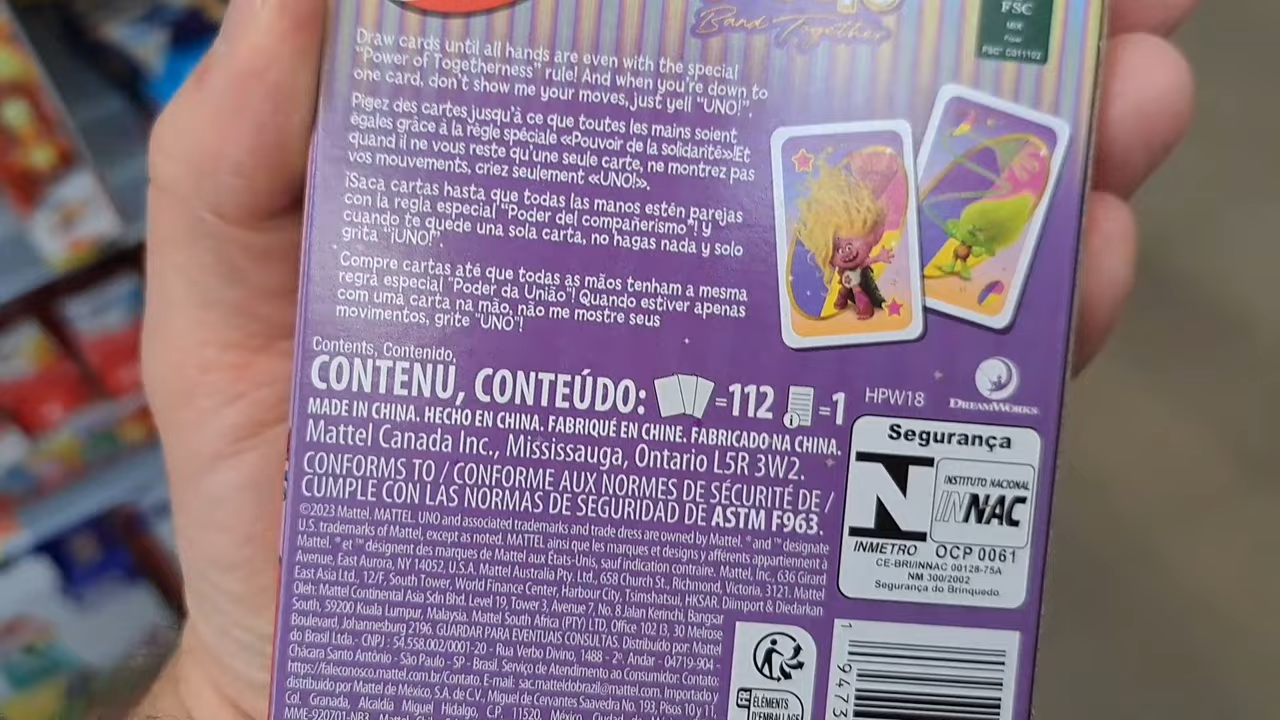 Band Together
FSC
MIX
FSC® C011102
Draw cards until all hands are even with the special
"Power of Togetherness" rule! And when you're down to
one card, don't show me your moves, just yell "UNO!".
Pigez des cartes jusqu'à ce que toutes les mains soient
égales grâce à la règle spéciale «Pouvoir de la solidarité»!Et
quand il ne vous reste qu'une seule carte, ne montrez pas
vos mouvements, criez seulement «UNO!».
¡Saca cartas hasta que todas las manos estén parejas
con la regla especial "Poder del compañerismo"! y
cuando te quede una sola carta, no hagas nada y solo
grita "¡UNO!".
Compre cartas até que todas as mãos tenham a mesma
regra especial "Poder da União"! Quando estiver apenas
com uma carta na mão, não me mostre seus
movimentos, grite "UNO"!
Contents, Contenido,
CONTENU, CONTEÚDO: =112 =1
HPW18
DREAMWORKS
MADE IN CHINA. HECHO EN CHINA. FABRIQUÉ EN CHINE. FABRICADO NA CHINA.
Mattel Canada Inc., Mississauga, Ontario L5R 3W2.
CONFORMS TO / CONFORME AUX NORMES DE SÉCURITÉ DE /
CUMPLE CON LAS NORMAS DE SEGURIDAD DE ASTM F963.
©2023 Mattel. MATTEL. UNO and associated trademarks and trade dress are owned by Mattel. ® and ™ designate
U.S. trademarks of Mattel, except as noted. MATTEL ainsi que les marques et designs y afférents appartiennent à
Mattel. ® et ™ désignent des marques de Mattel aux États-Unis, sauf indication contraire. Mattel, Inc., 636 Girard
Avenue, East Aurora, NY 14052, U.S.A. Mattel Australia Pty. Ltd., 658 Church St., Richmond, Victoria, 3121. Mattel
East Asia Ltd., 12/F, South Tower, World Finance Center, Harbour City, Tsimshatsui, HKSAR. Diimport & Diedarkan
Oleh: Mattel Continental Asia Sdn Bhd. Level 19, Tower 3, Avenue 7, No. 8 Jalan Kerinchi, Bangsar
South, 59200 Kuala Lumpur, Malaysia. Mattel South Africa (PTY) LTD, Office 102 I3, 30 Melrose
Boulevard, Johannesburg 2196. GUARDAR PARA EVENTUAIS CONSULTAS. Distribuido por: Mattel
do Brasil Ltda.- CNPJ : 54.558.002/0001-20 - Rua Verbo Divino, 1488 - 2º. Andar - 04719-904 -
Chácara Santo Antônio - São Paulo - SP - Brasil. Serviço de Atendimento ao Consumidor: Contato:
https://faleconosco.mattel.com.br/Contato. E-mail: sac.matteldobrazil@mattel.com. Importado y
distribuido por Mattel de México, S.A. de C.V., Miguel de Cervantes Saavedra No. 193, Pisos 10 y 11,
Col. Granada, Alcaldía Miguel Hidalgo, C.P. 11520, México, Ciudad de
MME-920701-NB3.
Segurança
N
INSTITUTO NACIONAL
INNAC
INMETRO OCP 0061
CE-BRI/INNAC 00128-75A
NM 300/2002
Segurança do Brinquedo
FR
ÉLÉMENTS
D'EMBALLAGE
1 9473